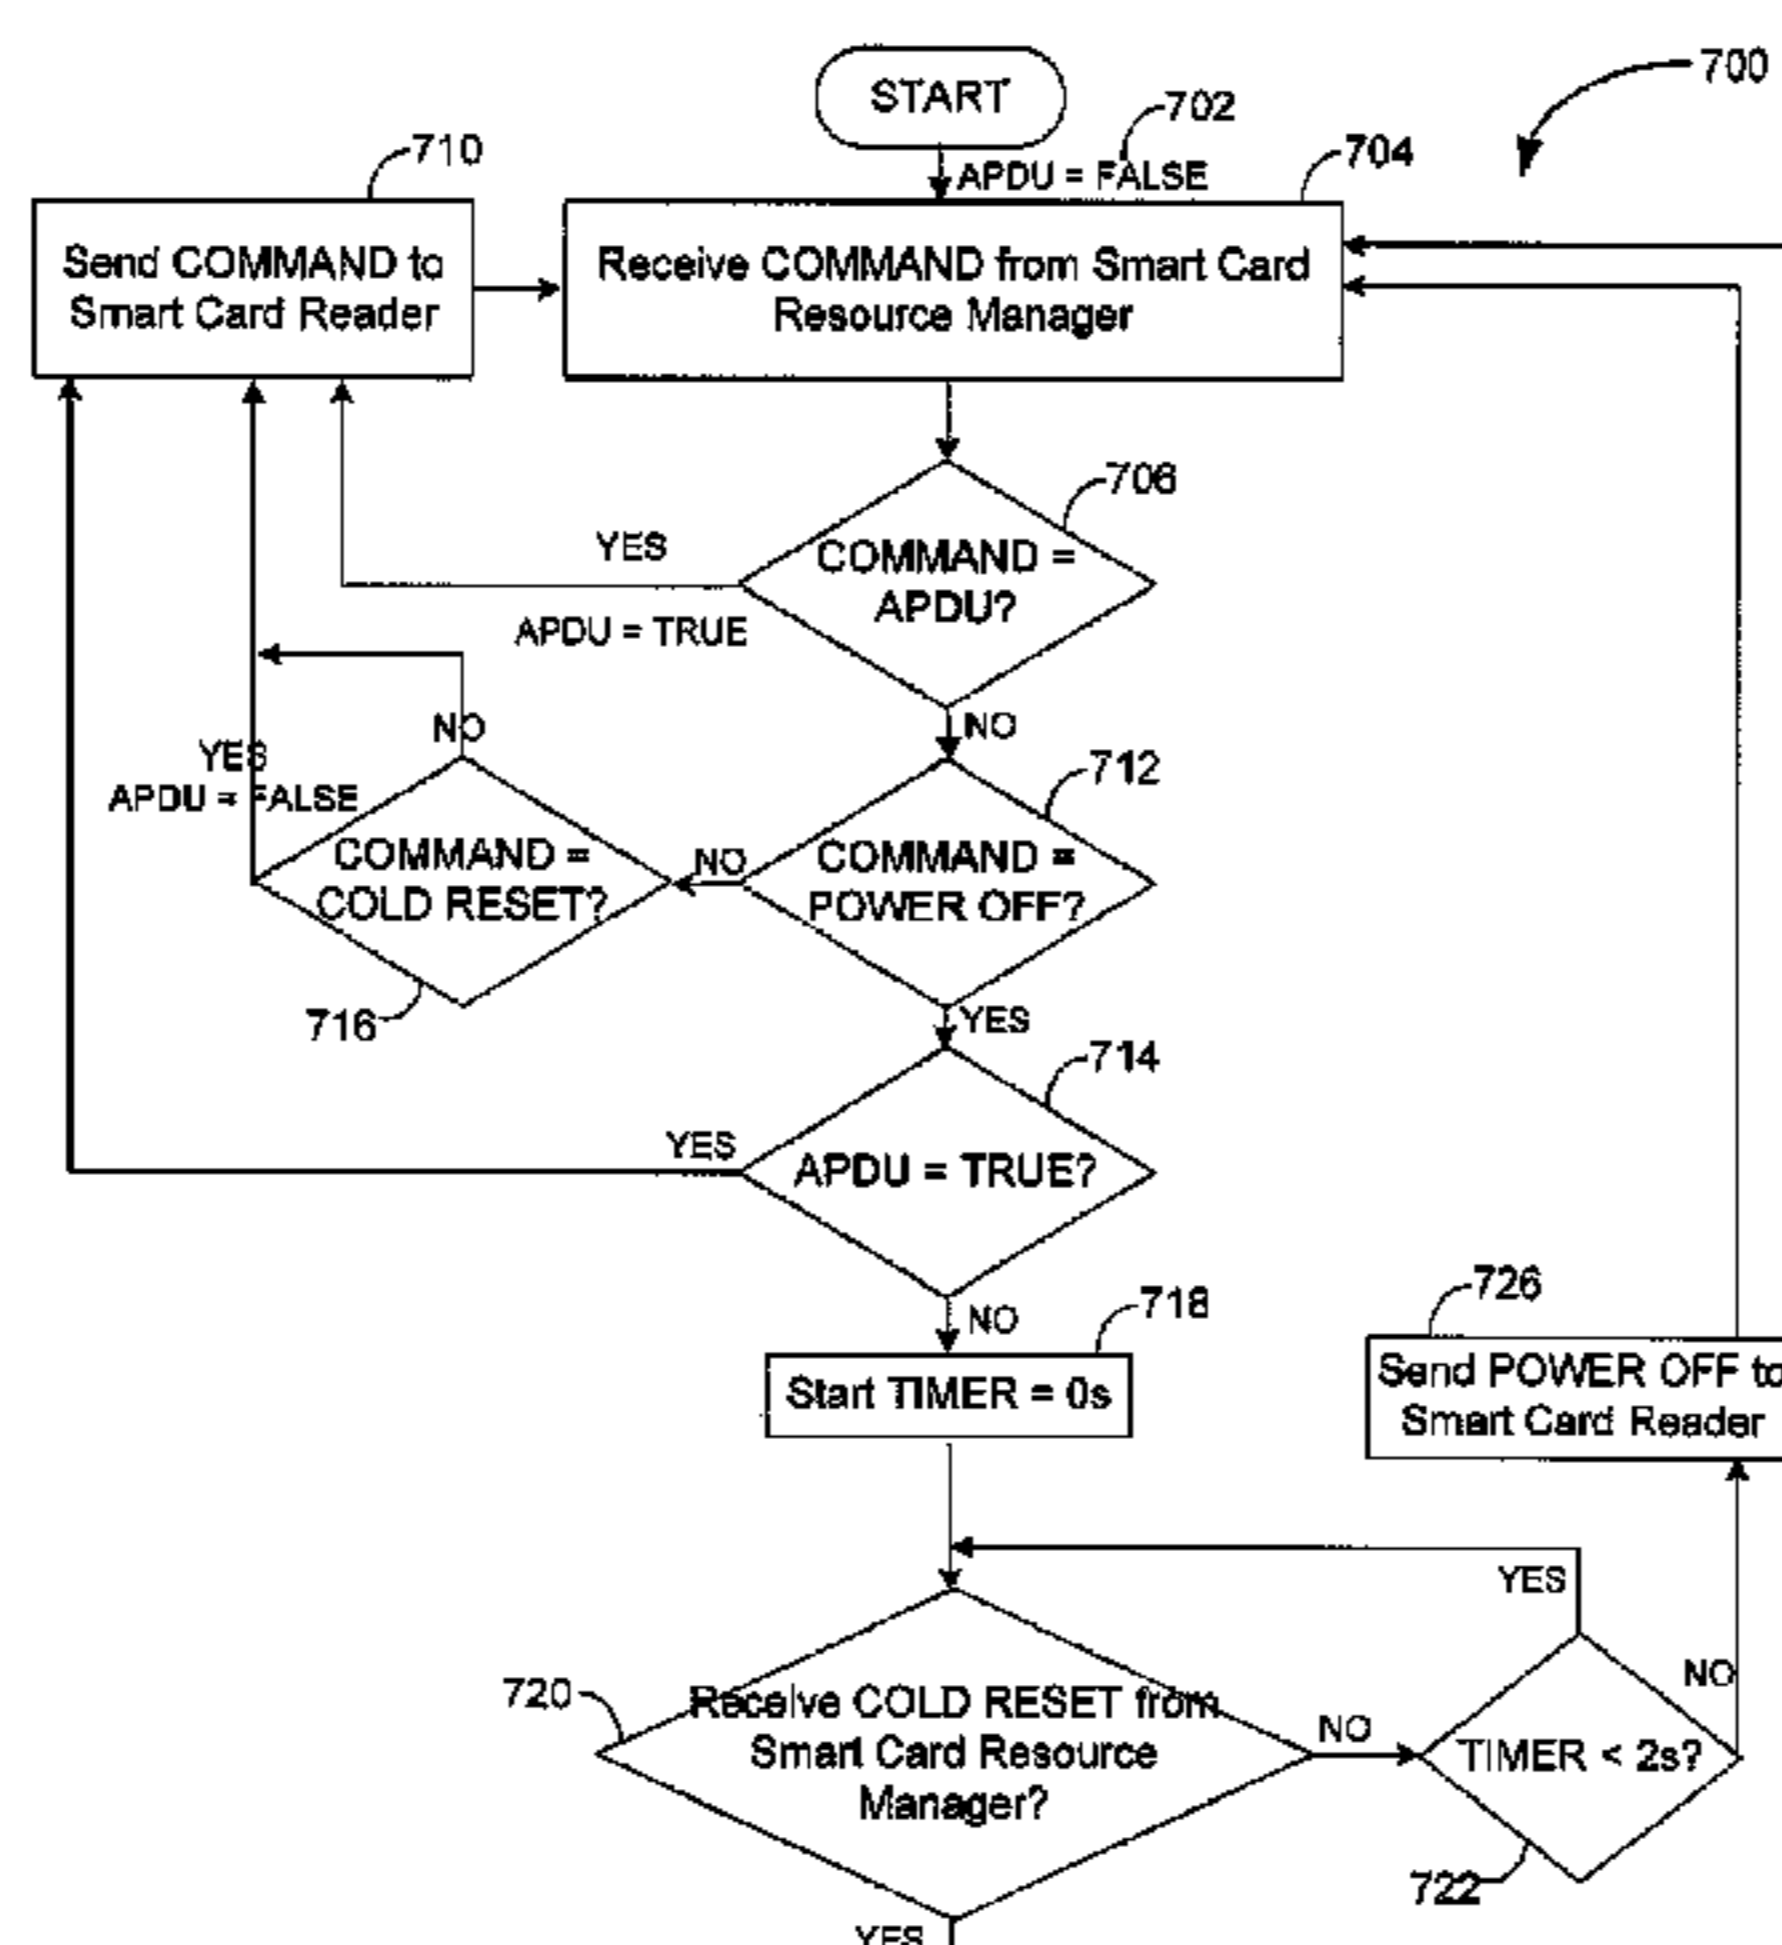 START
700
702
APDU = FALSE
704
710
Send COMMAND to
Smart Card Reader
Receive COMMAND from Smart Card
Resource Manager
706
COMMAND =
APDU?
YES
APDU = TRUE
NO
NO
YES
APDU = FALSE
712
COMMAND =
COLD RESET?
NO
COMMAND =
POWER OFF?
716
YES
714
YES
APDU = TRUE?
NO
718
Start TIMER = 0s
726
Send POWER OFF to
Smart Card Reader
YES
720
Receive COLD RESET from
Smart Card Resource
Manager?
NO
NO
TIMER < 2s?
722
YES